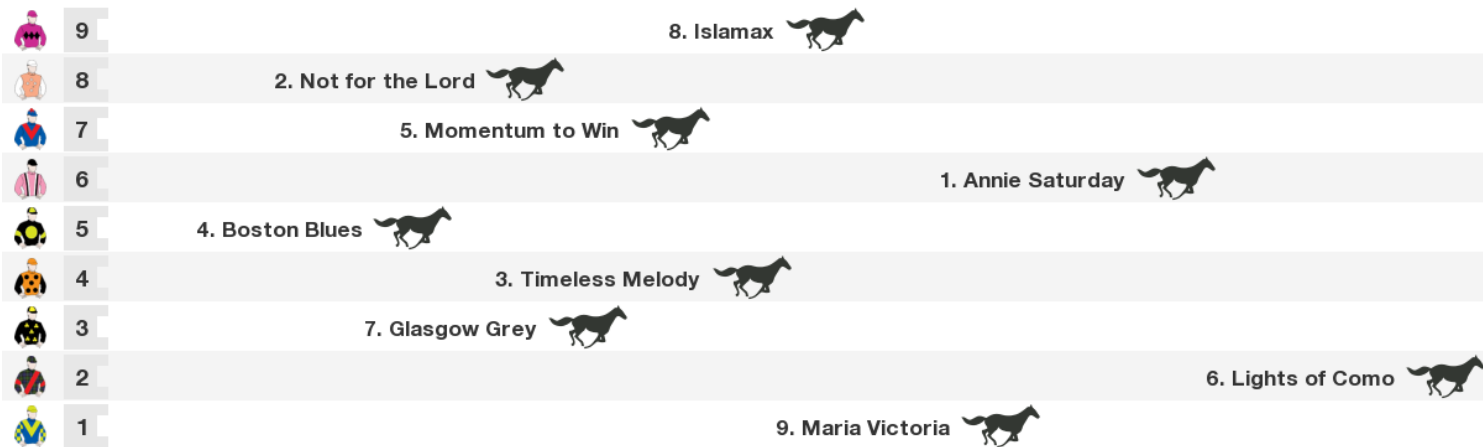 9 8. Islamax
8 2. Not for the Lord
7 5. Momentum to Win
6 1. Annie Saturday
5 4. Boston Blues
4 3. Timeless Melody
3 7. Glasgow Grey
2 6. Lights of Como
1 9. Maria Victoria